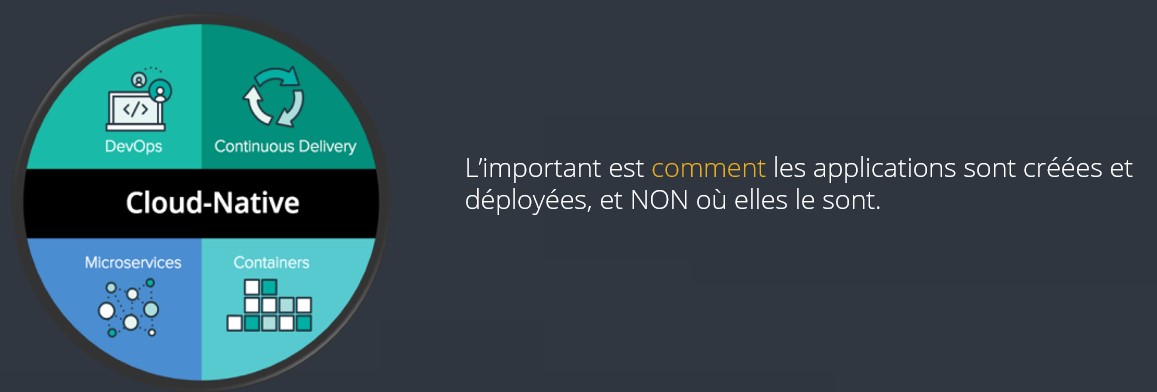 DevOps
Continuous Delivery
Cloud-Native
Microservices
Containers
L’important est comment les applications sont créées et
déployées, et NON où elles le sont.